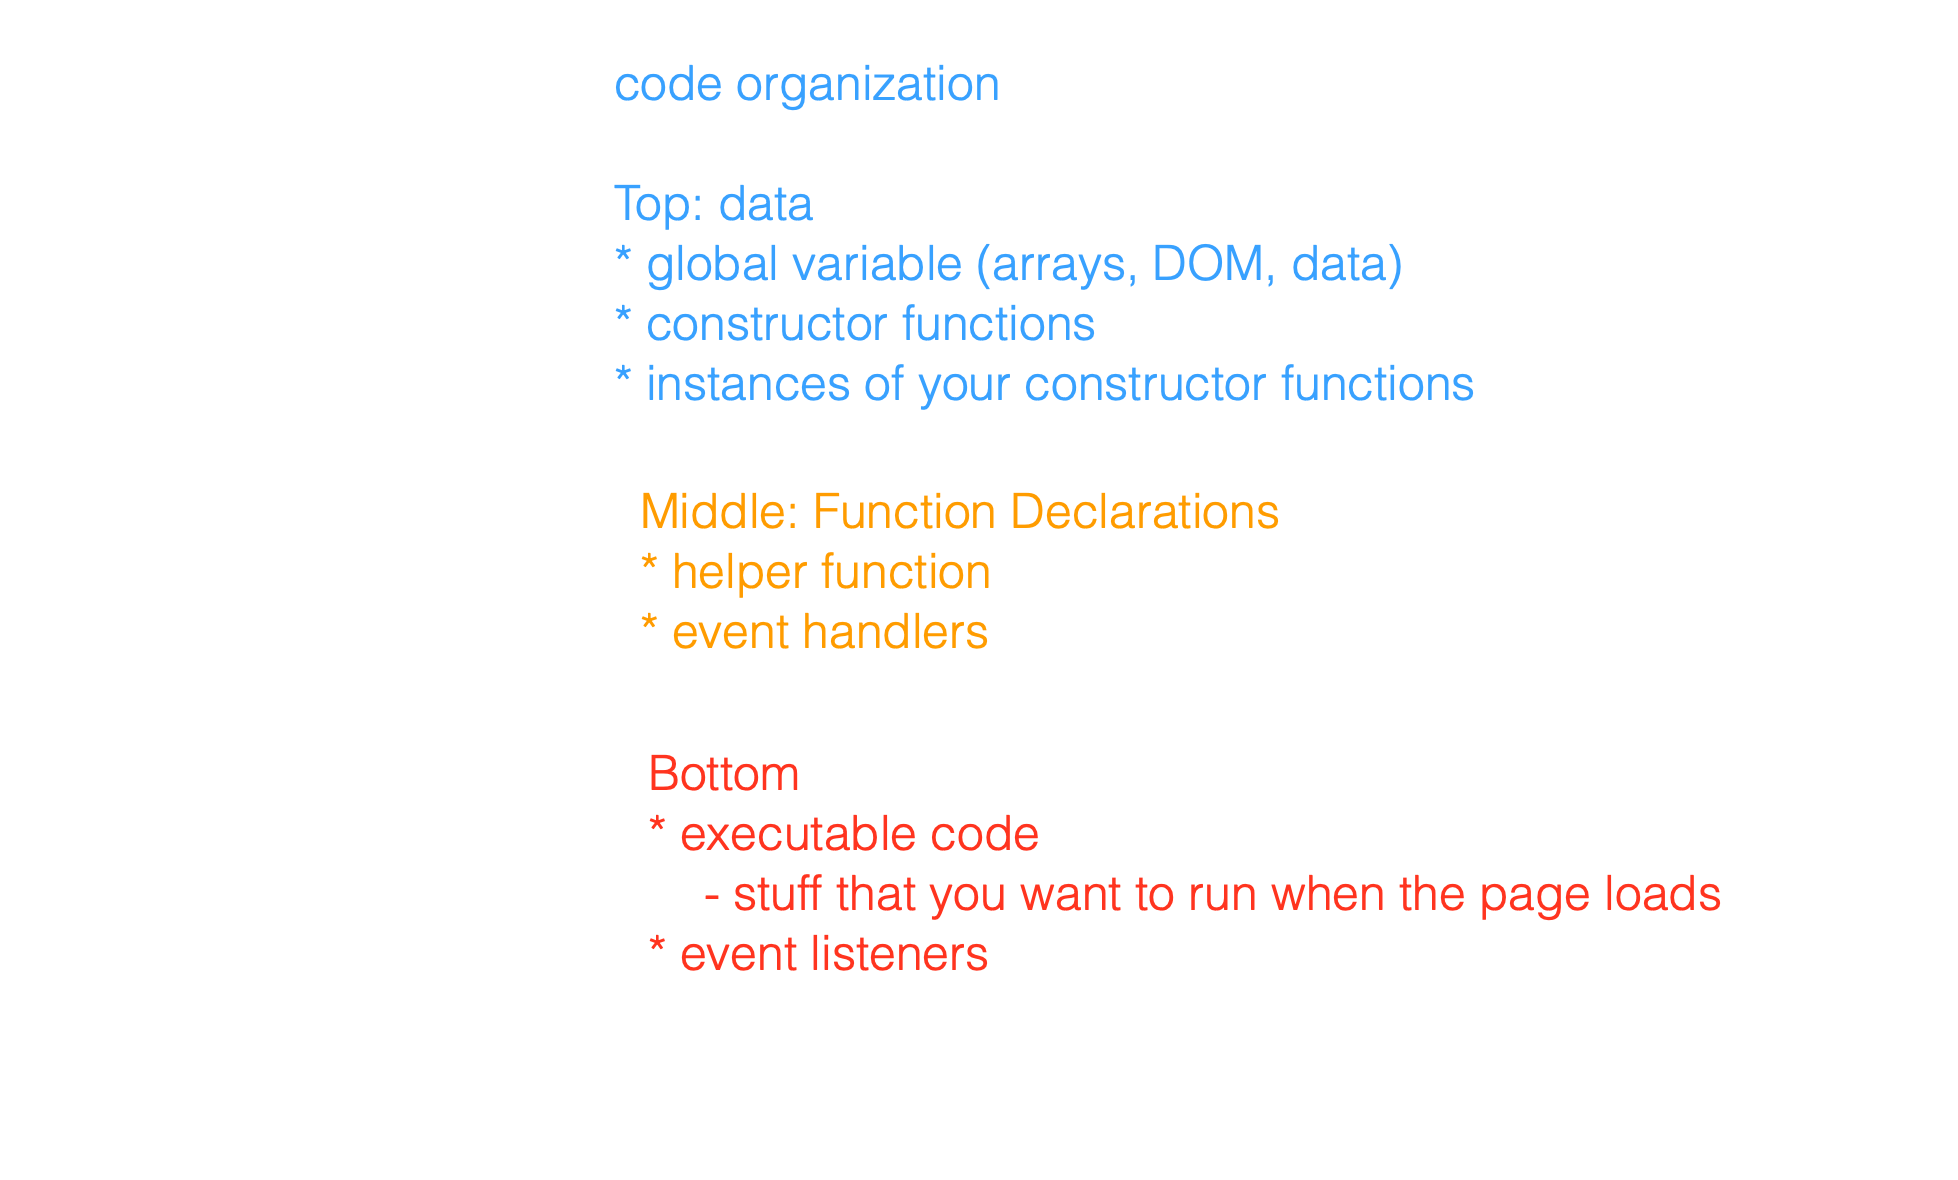 code organization
Top: data
* global variable (arrays, DOM, data)
* constructor functions
* instances of your constructor functions
Middle: Function Declarations
* helper function
* event handlers
Bottom
* executable code
- stuff that you want to run when the page loads
* event listeners